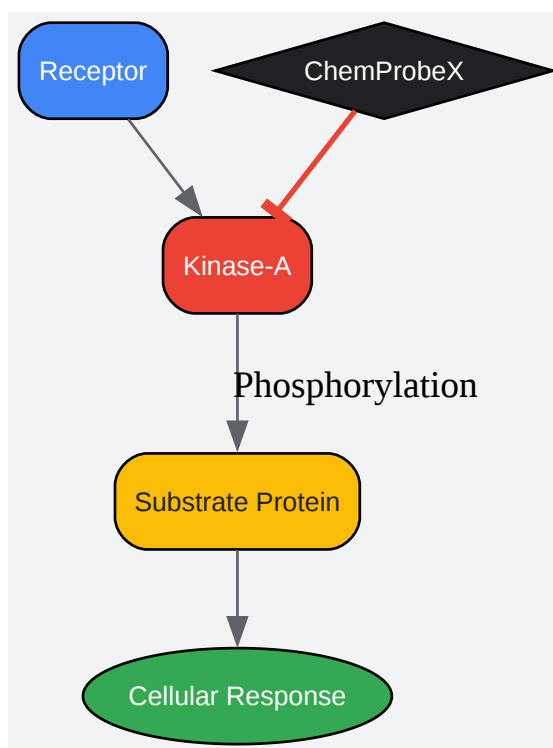 Receptor
ChemProbeX
Kinase-A
Phosphorylation
Substrate Protein
Cellular Response